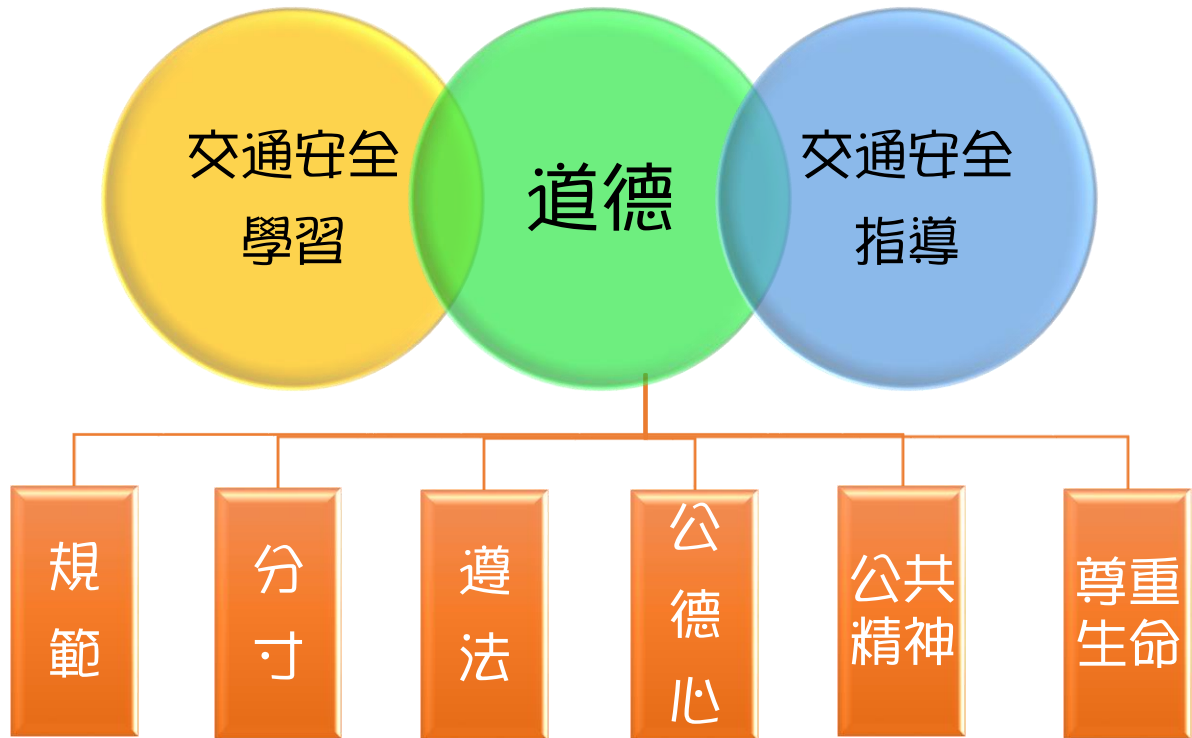 交通安全
學習
道德
交通安全
指導
規
範
分
寸
遵
法
公
德
心
公共
精神
尊重
生命